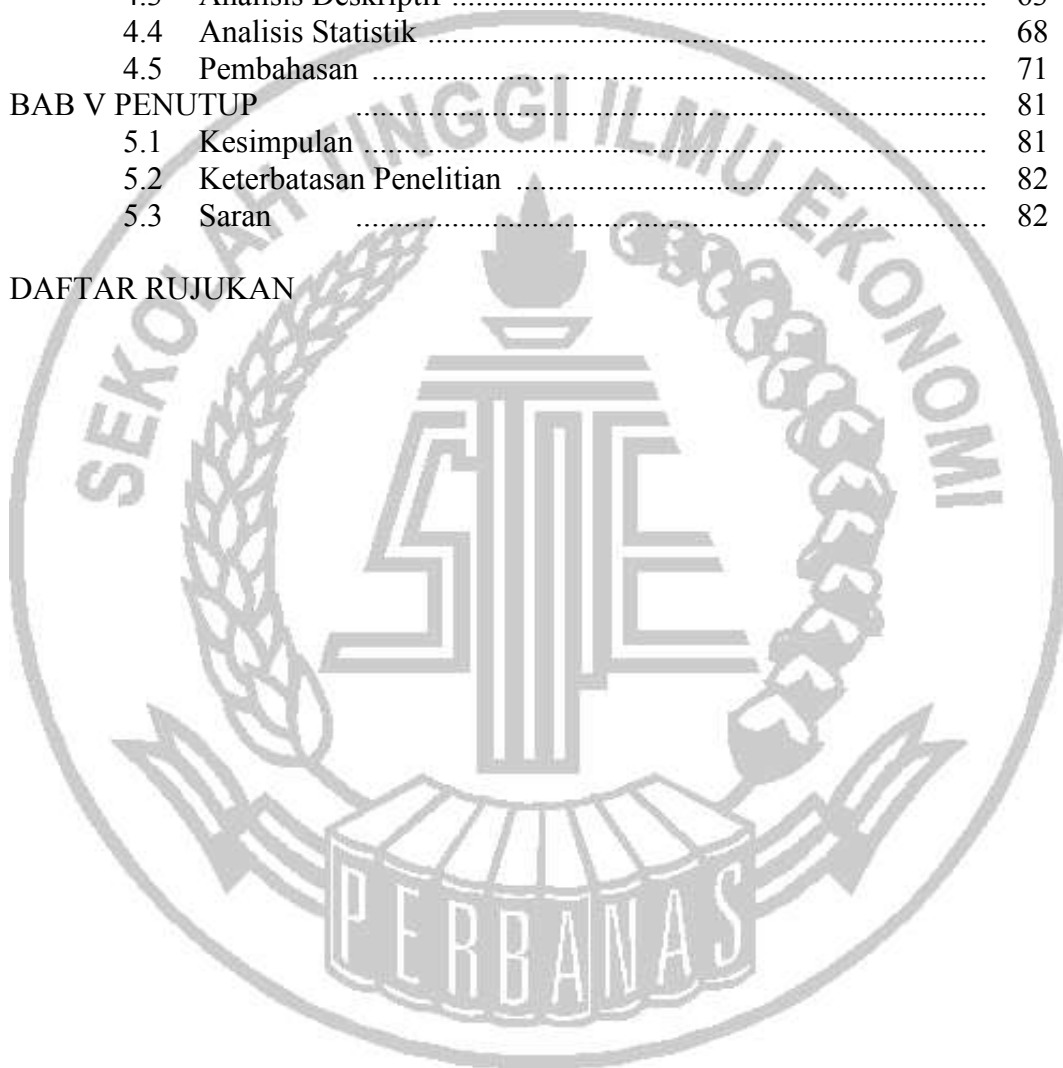 4.4 Analisis Statistik ................................................................................ 68
4.5 Pembahasan ........................................................................................ 71
BAB V PENUTUP .......................................................................................... 81
5.1 Kesimpulan ......................................................................................... 81
5.2 Keterbatasan Penelitian .................................................................... 82
5.3 Saran .......................................................................................... 82
DAFTAR RUJUKAN
SEKOLAH TINGGI ILMU EKONOMI
STIE
PERBANAS